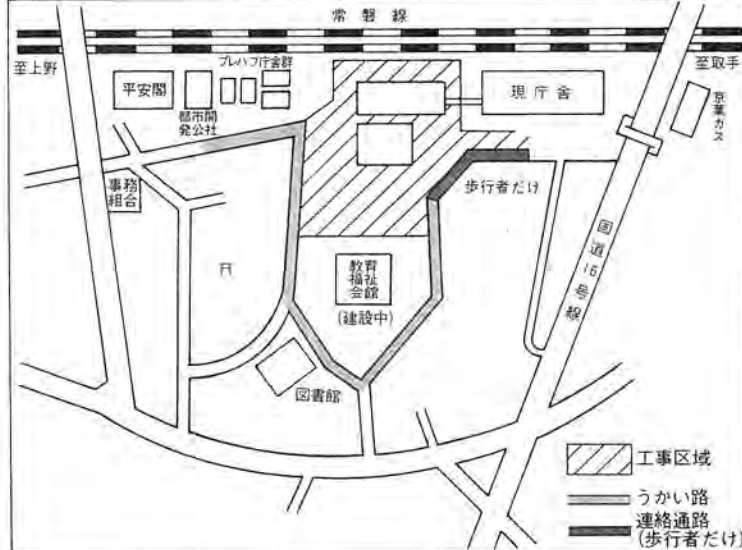 常磐線
至上野
至取手
プレハブ庁舎群
平安閣
都市開
発公社
現庁舎
京葉ガス
事務
組合
歩行者だけ
国道16号線
教育
福祉
会館
(建設中)
図書館
工事区域
うかい路
連絡通路
(歩行者だけ)